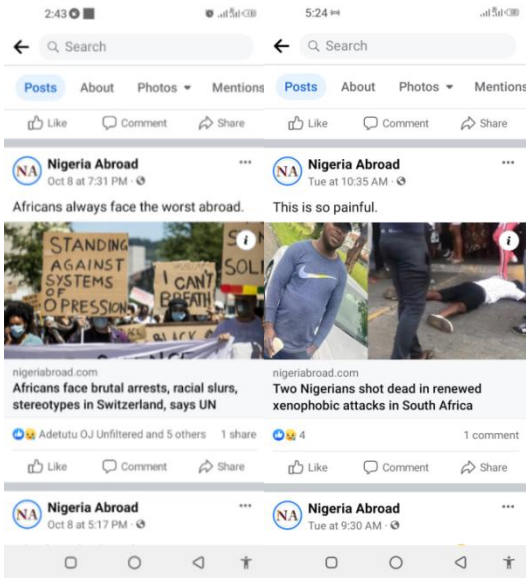 2:43
Search
Posts About Photos Mentions
Like Comment Share
Nigeria Abroad
Oct 8 at 7:31 PM
Africans always face the worst abroad.
STANDING
AGAINST
SYSTEMS
OF
OPRESSION
I CAN'T
BREATH
nigeriabroad.com
Africans face brutal arrests, racial slurs,
stereotypes in Switzerland, says UN
Adetutu OJ Unfiltered and 5 others 1 share
Like Comment Share
NA
Nigeria Abroad
Oct 8 at 5:17 PM
5:24
Search
Posts About Photos Mentions
Like Comment Share
NA
Nigeria Abroad
Tue at 10:35 AM
This is so painful.
nigeriabroad.com
Two Nigerians shot dead in renewed
xenophobic attacks in South Africa
4 1 comment
Like Comment Share
NA
Nigeria Abroad
Tue at 9:30 AM